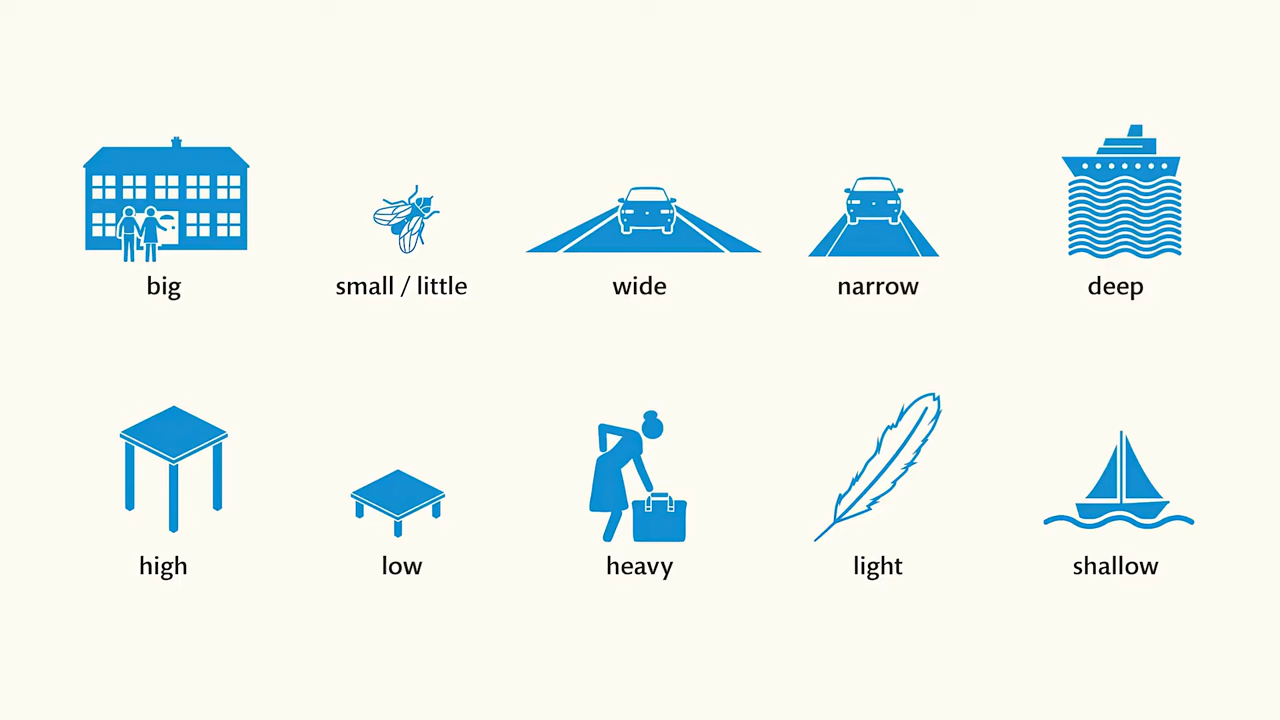 big
small / little
wide
narrow
deep
high
low
heavy
light
shallow